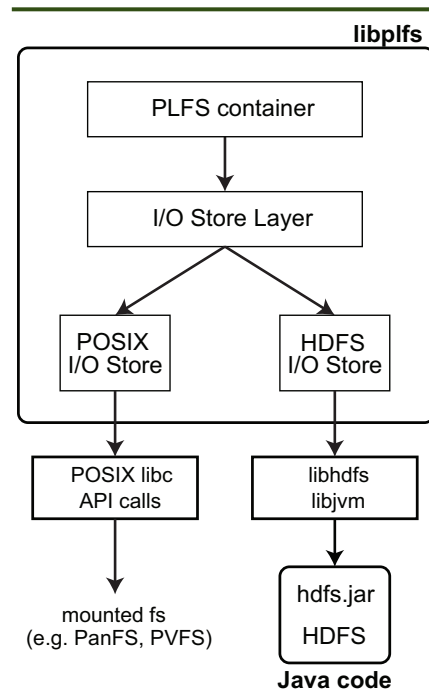 libplfs
PLFS container
I/O Store Layer
POSIX
I/O Store
HDFS
I/O Store
POSIX libc
API calls
libhdfs
libjvm
mounted fs
(e.g. PanFS, PVFS)
hdfs.jar
HDFS
Java code